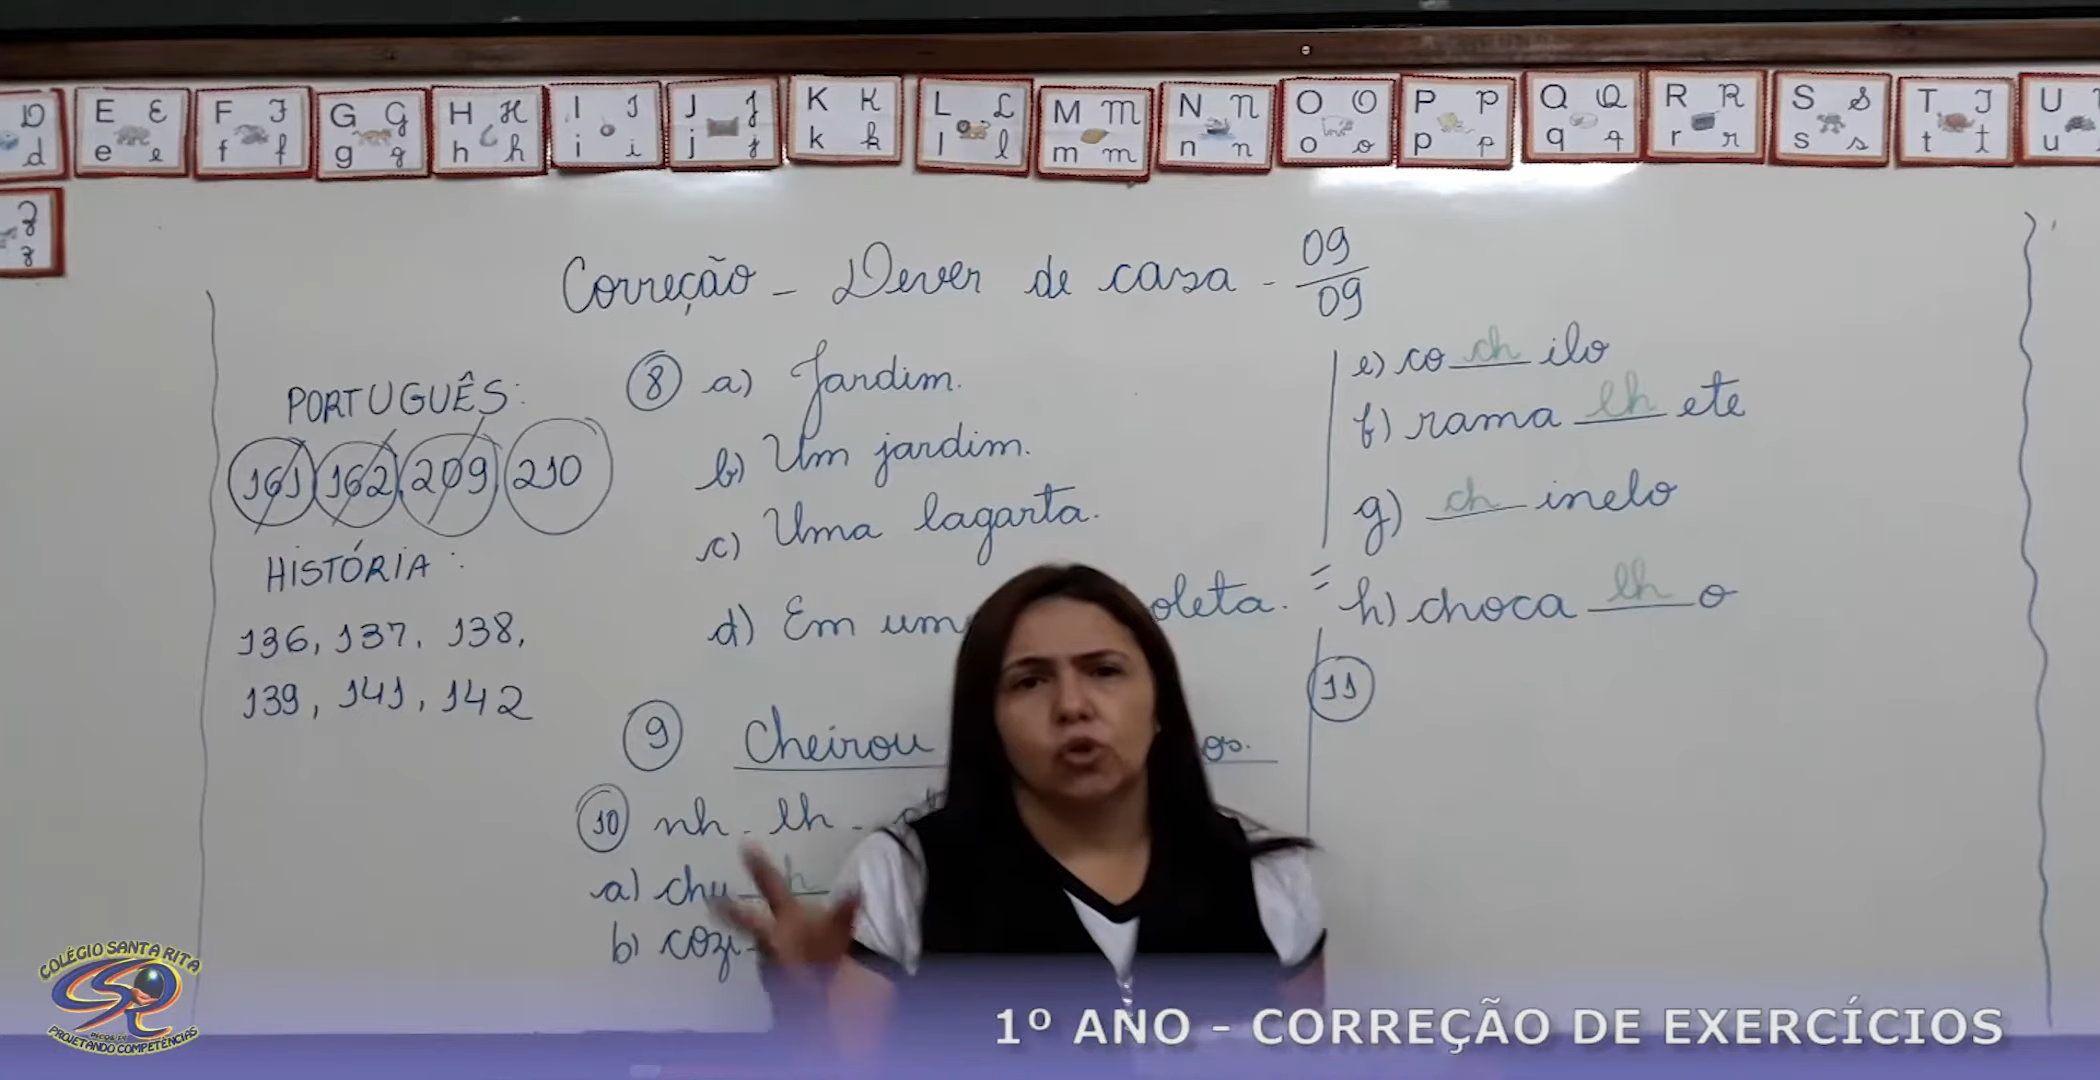 D d
E E e e
F F f f
G G g g
H H h h
I I i i
J J j j
K K k k
L L l l
M M m m
N N n n
O O o o
P P p p
Q Q q q
R R r r
S S s s
T T t t
U u
Z z
Correção - Dever de casa - 09/09
PORTUGUÊS:
161, 162, 209, 210
HISTÓRIA:
136, 137, 138,
139, 141, 142
8 a) Jardim.
b) Um jardim.
c) Uma lagarta.
d) Em um oleta.
9 Cheirou os.
10 nh - lh -
a) chu h
b) cozi
e) co ch ilo
f) rama lh ete
g) ch inelo
h) choca lh o
11
COLÉGIO SANTA RITA
PROJETANDO COMPETÊNCIAS
1º ANO - CORREÇÃO DE EXERCÍCIOS